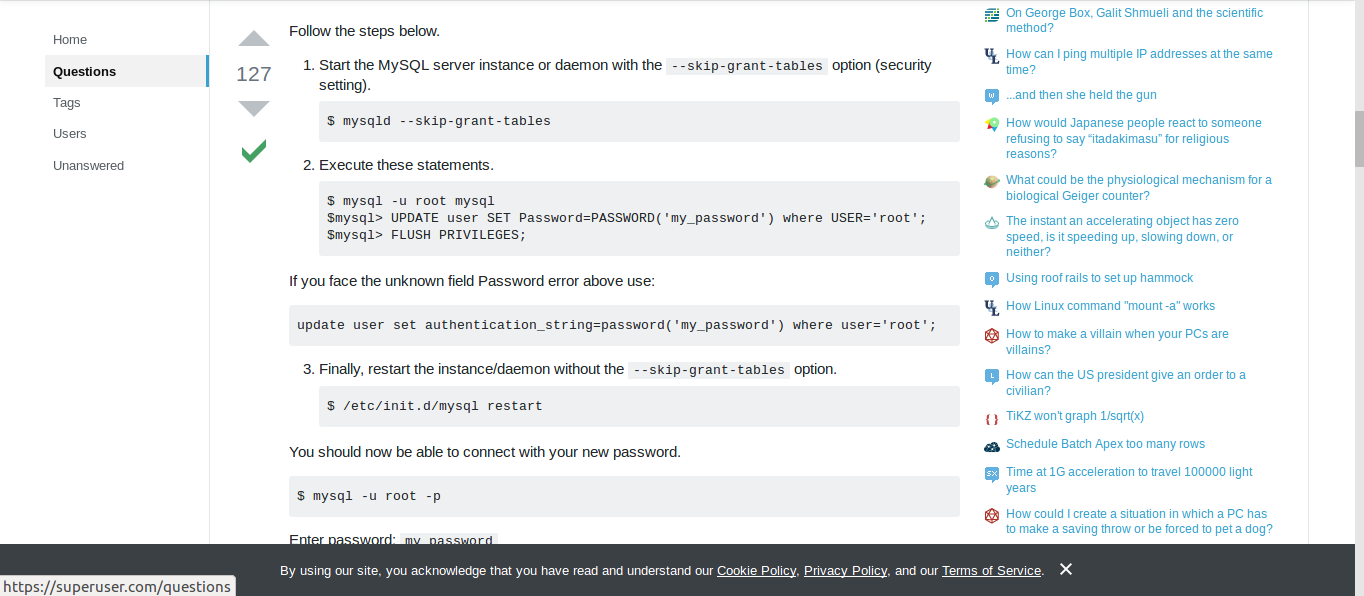 Home
Questions
Tags
Users
Unanswered
127
Follow the steps below.
1. Start the MySQL server instance or daemon with the --skip-grant-tables option (security
setting).
$ mysqld --skip-grant-tables
2. Execute these statements.
$ mysql -u root mysql
$mysql> UPDATE user SET Password=PASSWORD('my_password') where USER='root';
$mysql> FLUSH PRIVILEGES;
If you face the unknown field Password error above use:
update user set authentication_string=password('my_password') where user='root';
3. Finally, restart the instance/daemon without the --skip-grant-tables option.
$ /etc/init.d/mysql restart
You should now be able to connect with your new password.
$ mysql -u root -p
Enter password: my_password
On George Box, Galit Shmueli and the scientific
method?
How can I ping multiple IP addresses at the same
time?
...and then she held the gun
How would Japanese people react to someone
refusing to say “itadakimasu” for religious
reasons?
What could be the physiological mechanism for a
biological Geiger counter?
The instant an accelerating object has zero
speed, is it speeding up, slowing down, or
neither?
Using roof rails to set up hammock
How Linux command "mount -a" works
How to make a villain when your PCs are
villains?
How can the US president give an order to a
civilian?
TiKZ won't graph 1/sqrt(x)
Schedule Batch Apex too many rows
Time at 1G acceleration to travel 100000 light
years
How could I create a situation in which a PC has
to make a saving throw or be forced to pet a dog?
By using our site, you acknowledge that you have read and understand our Cookie Policy, Privacy Policy, and our Terms of Service.
https://superuser.com/questions